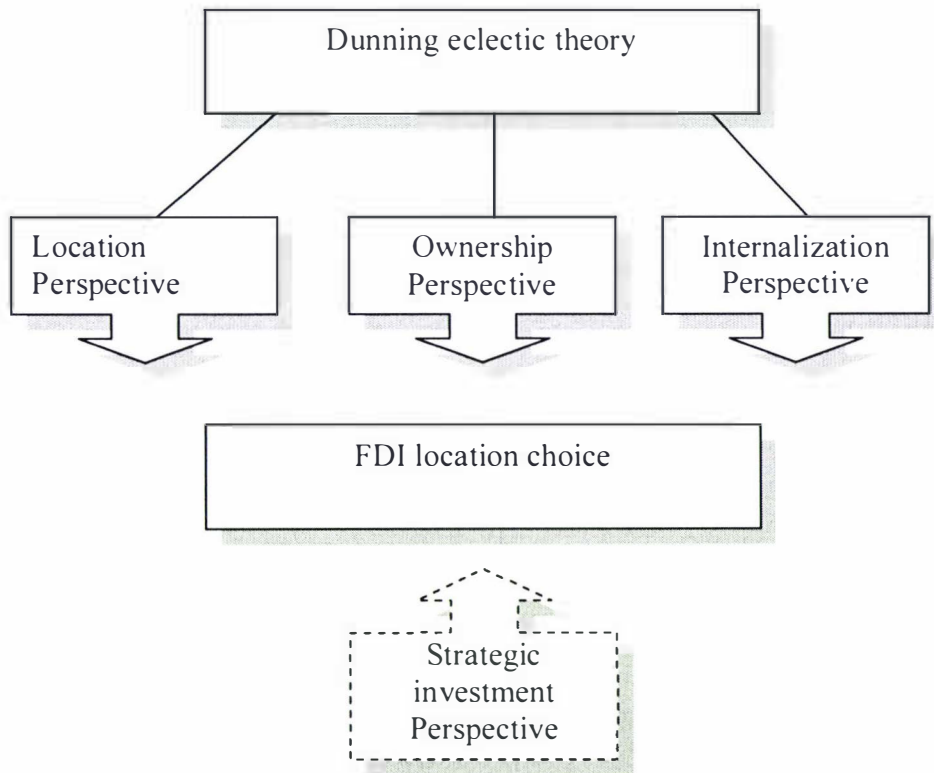 Dunning eclectic theory
Location
Perspective
Ownership
Perspective
Internalization
Perspective
FDI location choice
Strategic
investment
Perspective